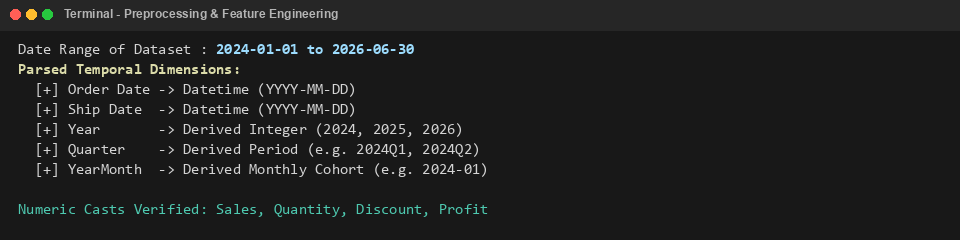 Terminal - Preprocessing & Feature Engineering
Date Range of Dataset : 2024-01-01 to 2026-06-30
Parsed Temporal Dimensions:
[+] Order Date -> Datetime (YYYY-MM-DD)
[+] Ship Date  -> Datetime (YYYY-MM-DD)
[+] Year       -> Derived Integer (2024, 2025, 2026)
[+] Quarter    -> Derived Period (e.g. 2024Q1, 2024Q2)
[+] YearMonth  -> Derived Monthly Cohort (e.g. 2024-01)
Numeric Casts Verified: Sales, Quantity, Discount, Profit